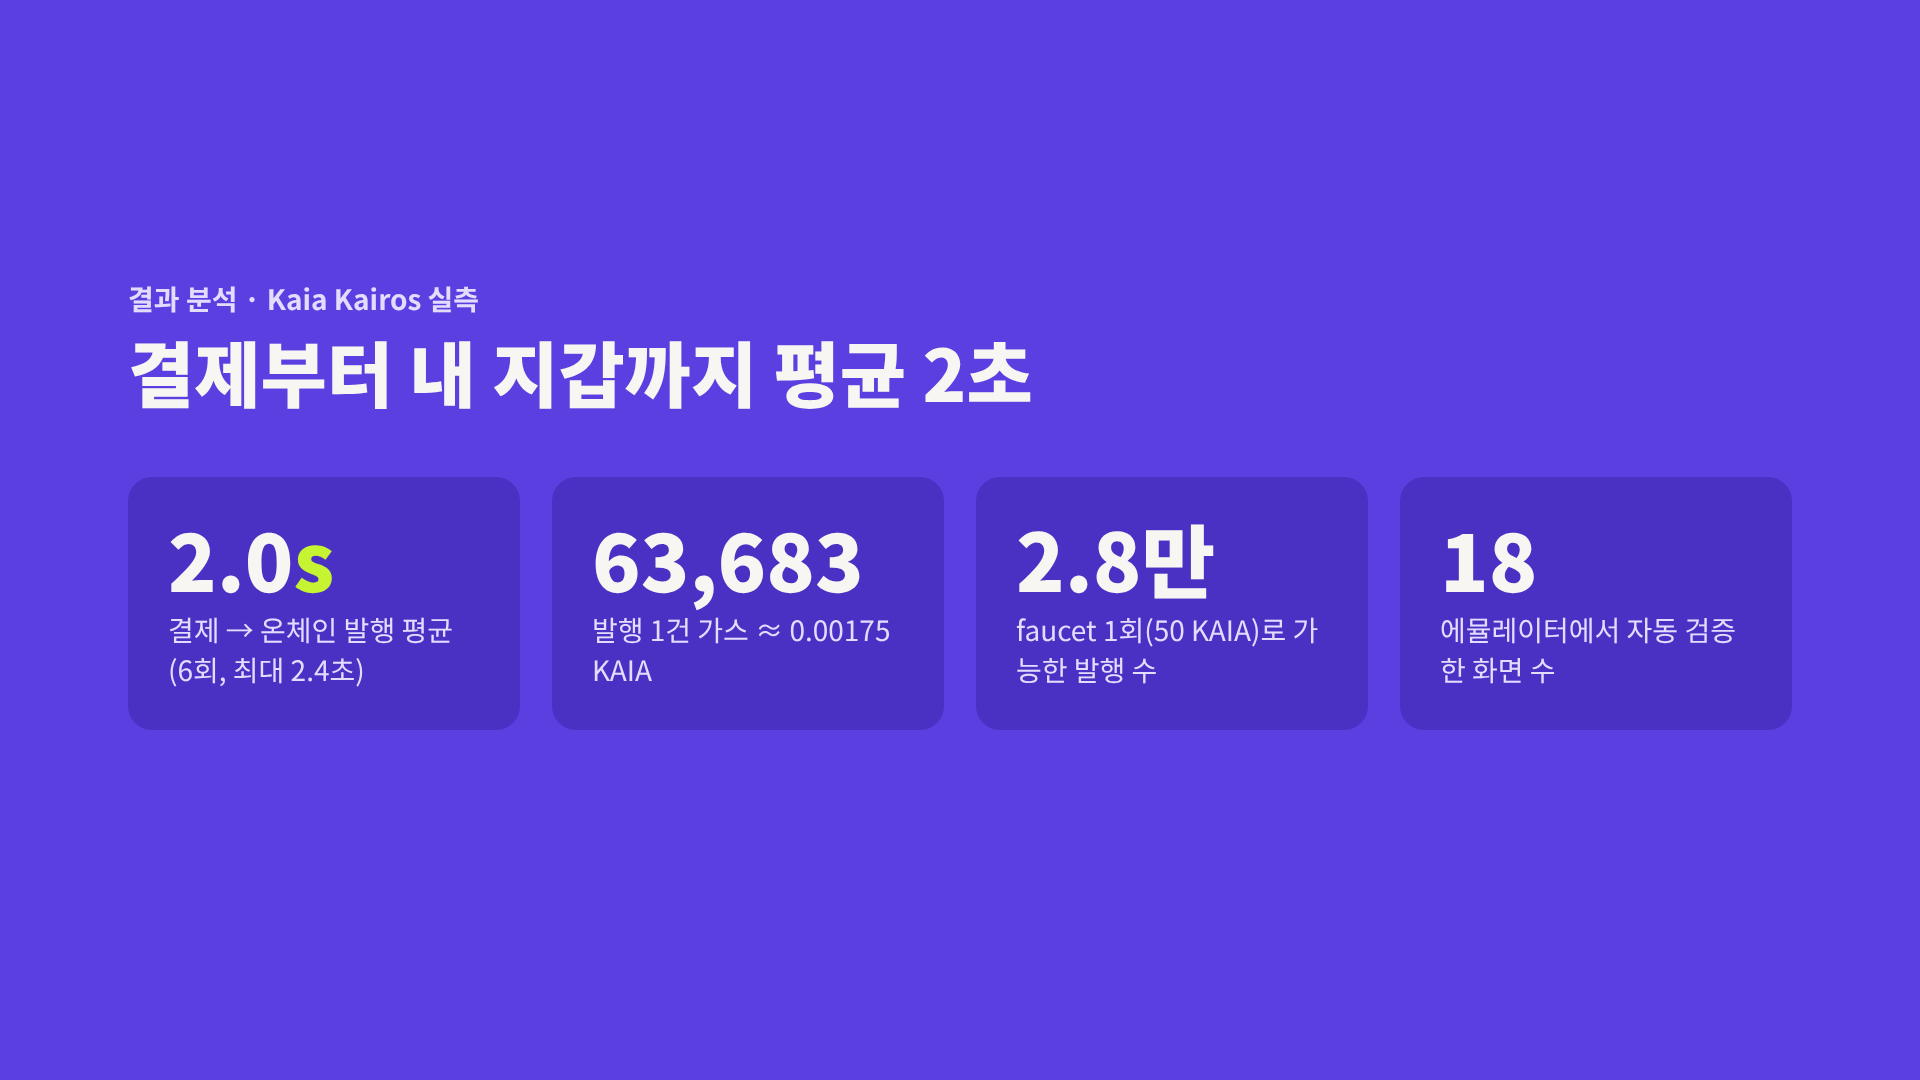 결과 분석 · Kaia Kairos 실측
결제부터 내 지갑까지 평균 2초
2.0s
결제 → 온체인 발행 평균
(6회, 최대 2.4초)
63,683
발행 1건 가스 ≈ 0.00175
KAIA
2.8만
faucet 1회(50 KAIA)로 가
능한 발행 수
18
에뮬레이터에서 자동 검증
한 화면 수